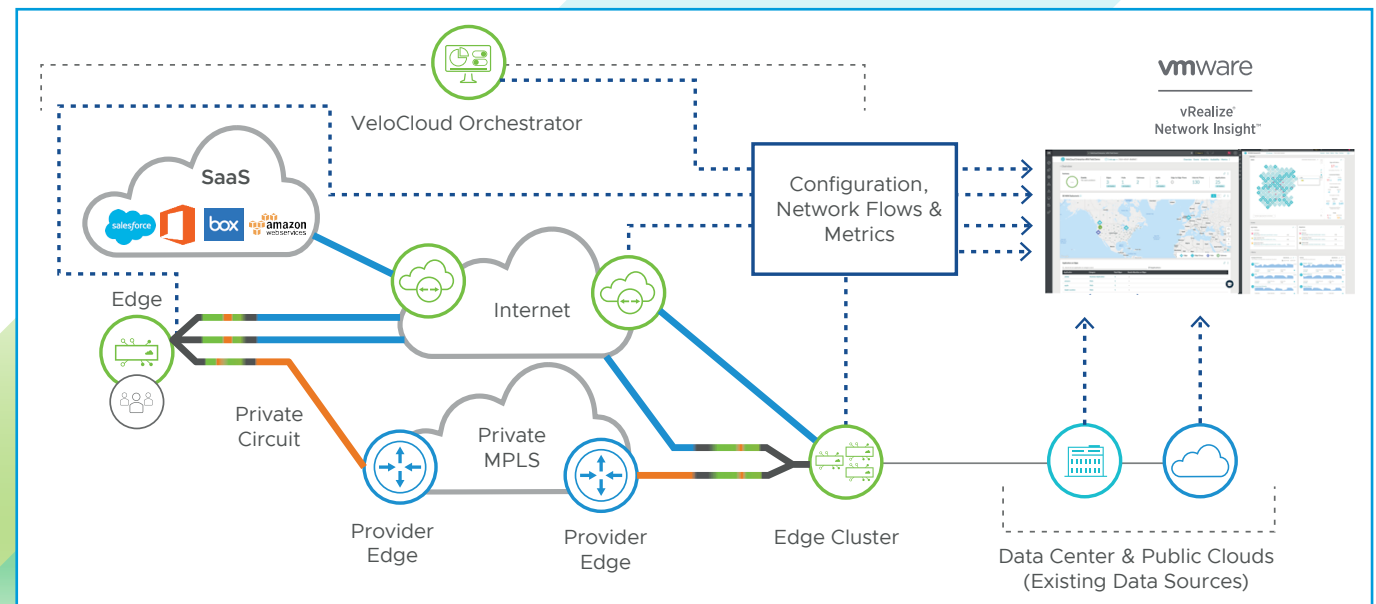 VeloCloud Orchestrator
vmware
vRealize®
Network Insight™
SaaS
salesforce
box
amazon
webservices
Configuration,
Network Flows &
Metrics
Edge
Internet
Private
Circuit
Private
MPLS
Provider
Edge
Provider
Edge
Edge Cluster
Data Center & Public Clouds
(Existing Data Sources)